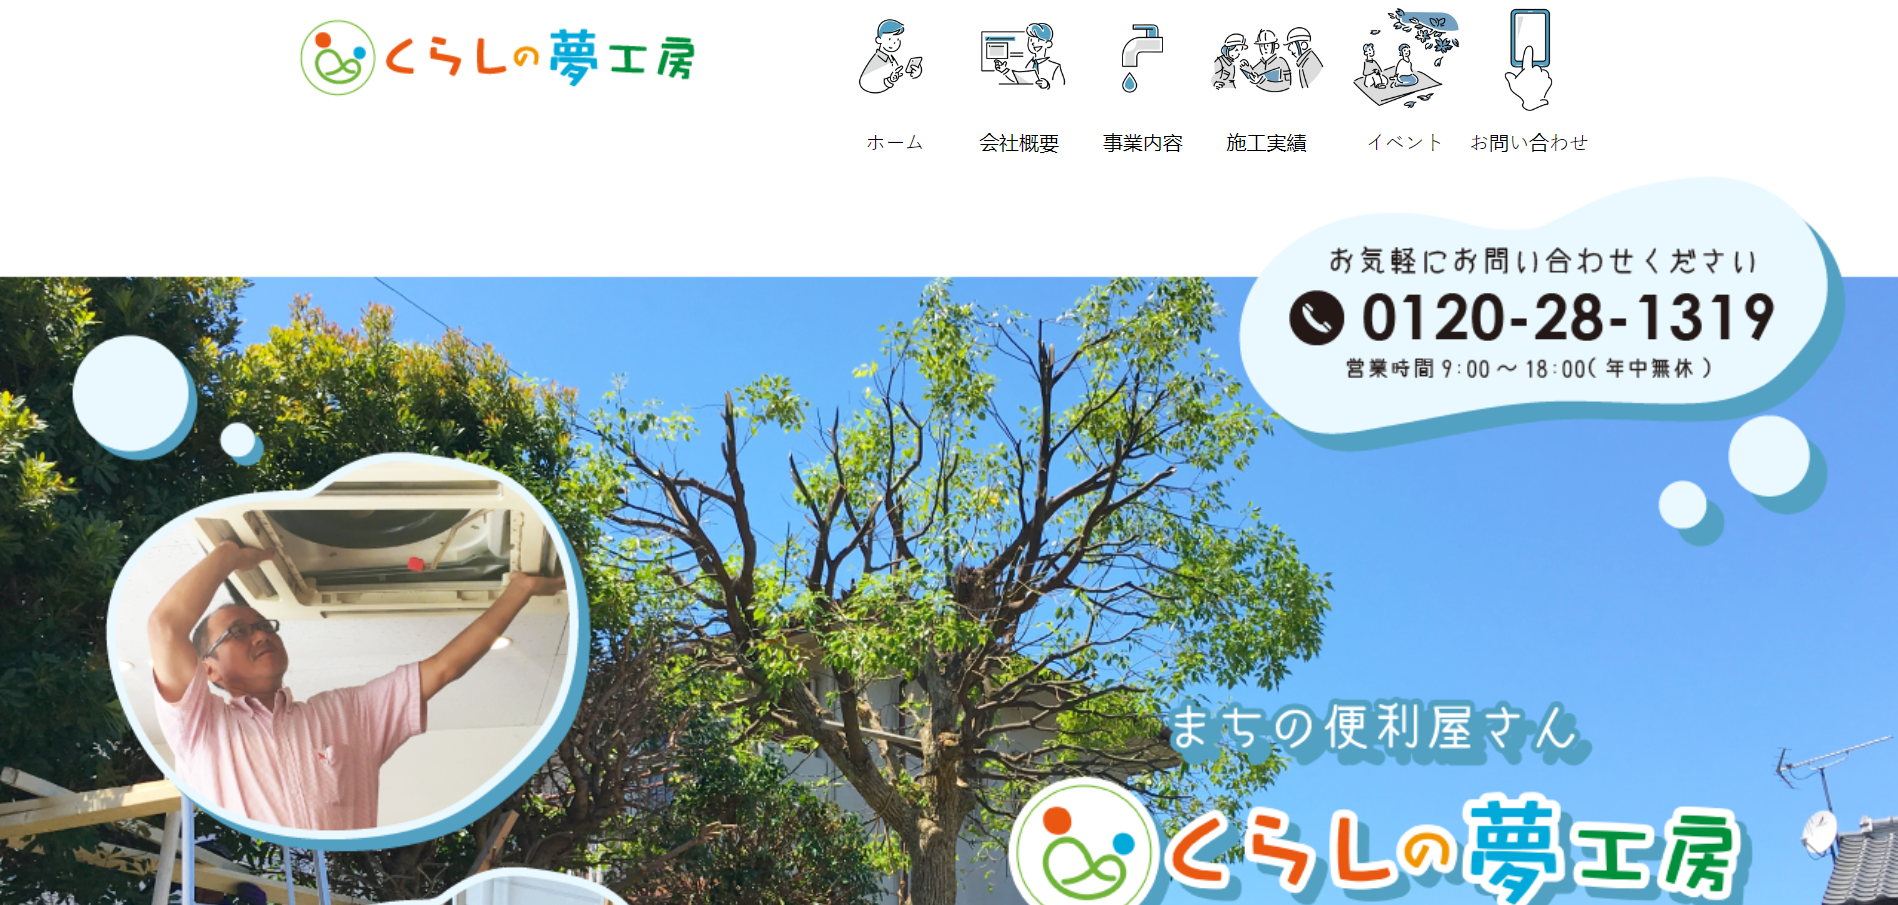 くらしの夢工房
ホーム
会社概要
事業内容
施工実績
イベント
お問い合わせ
お気軽にお問い合わせください
0120-28-1319
営業時間 9:00～18:00(年中無休)
まちの便利屋さん
くらしの夢工房